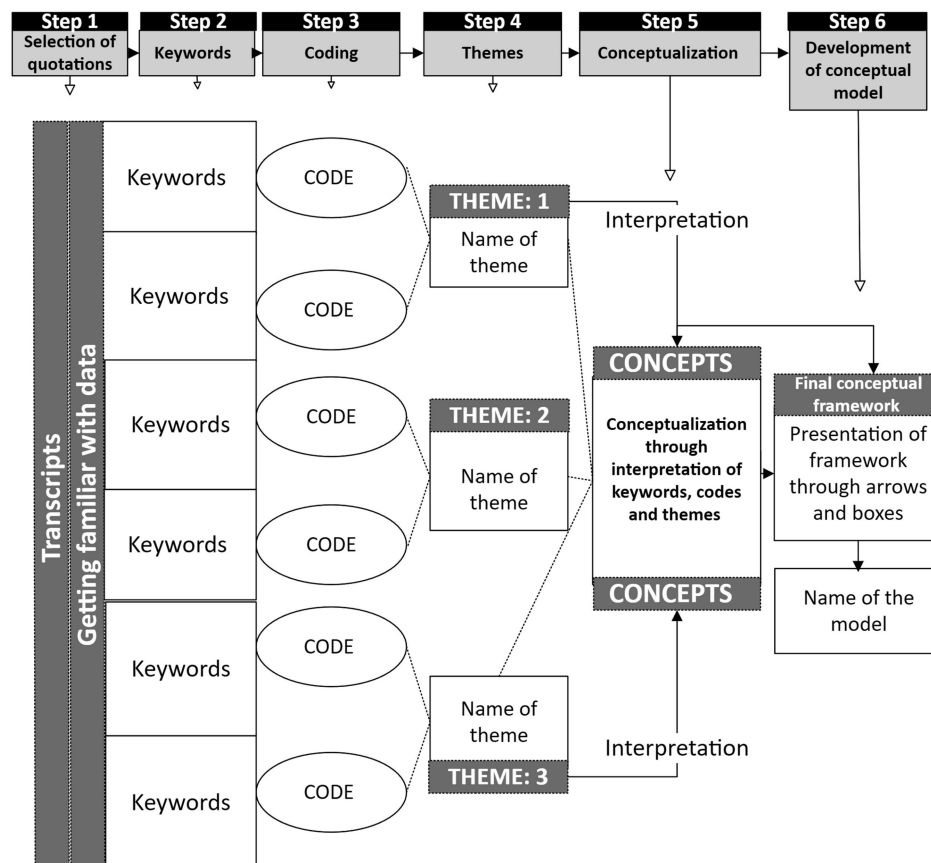 Step 1
Selection of
quotations
Step 2
Keywords
Step 3
Coding
Step 4
Themes
Step 5
Conceptualization
Step 6
Development
of conceptual
model
Transcripts
Getting familiar with data
Keywords
Keywords
Keywords
Keywords
Keywords
Keywords
CODE
CODE
CODE
CODE
CODE
CODE
THEME: 1
Name of
theme
THEME: 2
Name of
theme
Name of
theme
THEME: 3
Interpretation
Interpretation
CONCEPTS
Conceptualization
through
interpretation of
keywords, codes
and themes
CONCEPTS
Final conceptual
framework
Presentation of
framework
through arrows
and boxes
Name of the
model